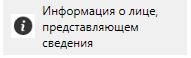 Информация о лице,
представляющем
сведения